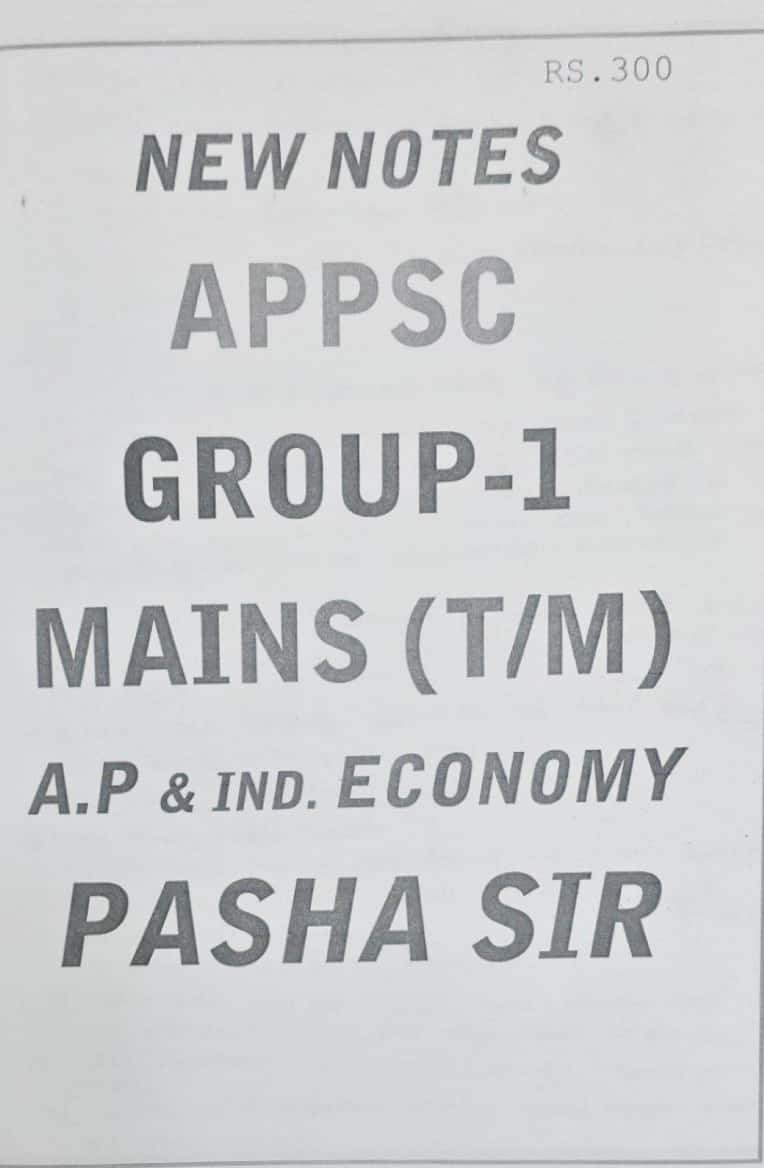 RS.300
NEW NOTES
APPSC
GROUP-1
MAINS (T/M)
A.P & IND. ECONOMY
PASHA SIR